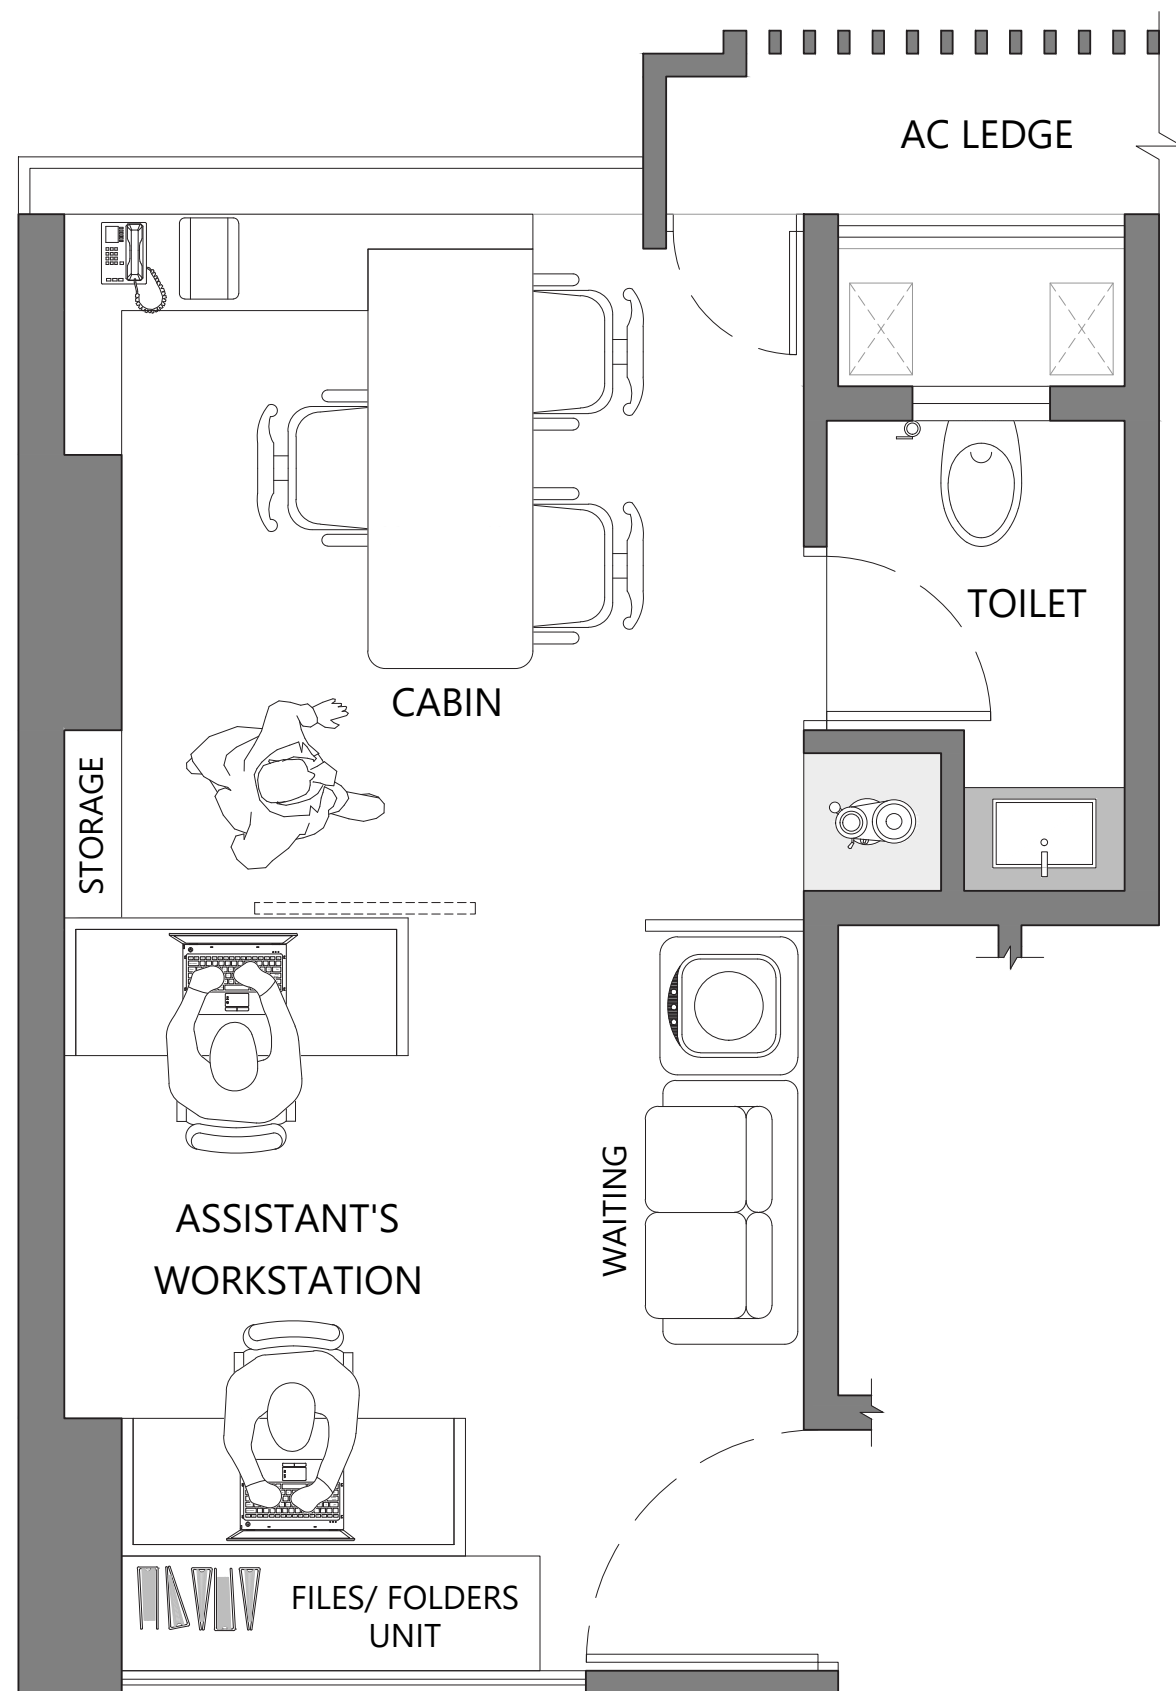 AC LEDGE
TOILET
CABIN
STORAGE
WAITING
ASSISTANT'S
WORKSTATION
FILES/ FOLDERS
UNIT